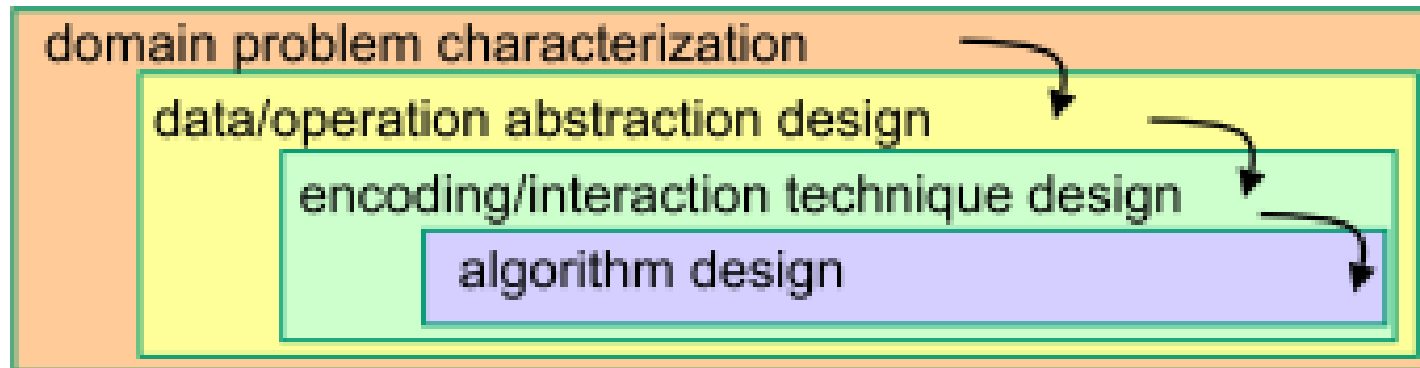 domain problem characterization
data/operation abstraction design
encoding/interaction technique design
algorithm design